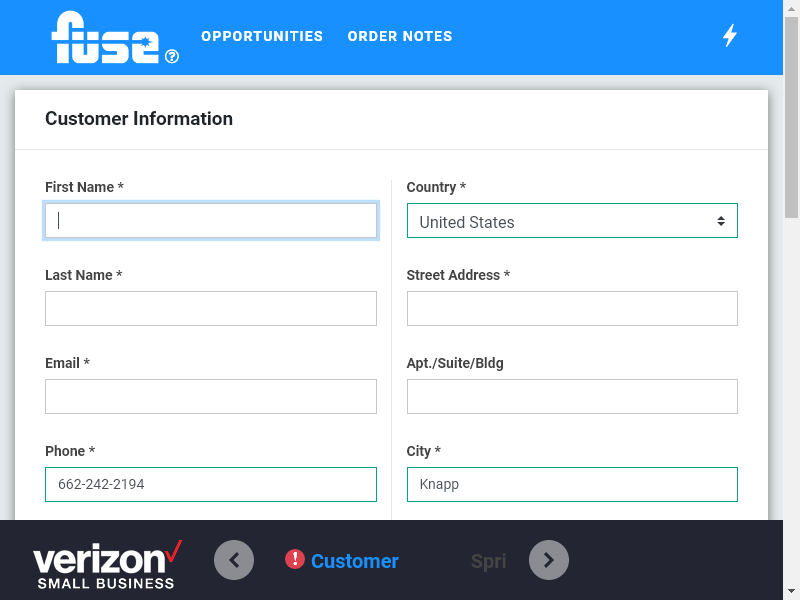 fuse
OPPORTUNITIES
ORDER NOTES
Customer Information
First Name *
Country *
United States
Last Name *
Street Address *
Email *
Apt./Suite/Bldg
Phone *
City *
662-242-2194
Knapp
verizon
SMALL BUSINESS
Customer
Spri